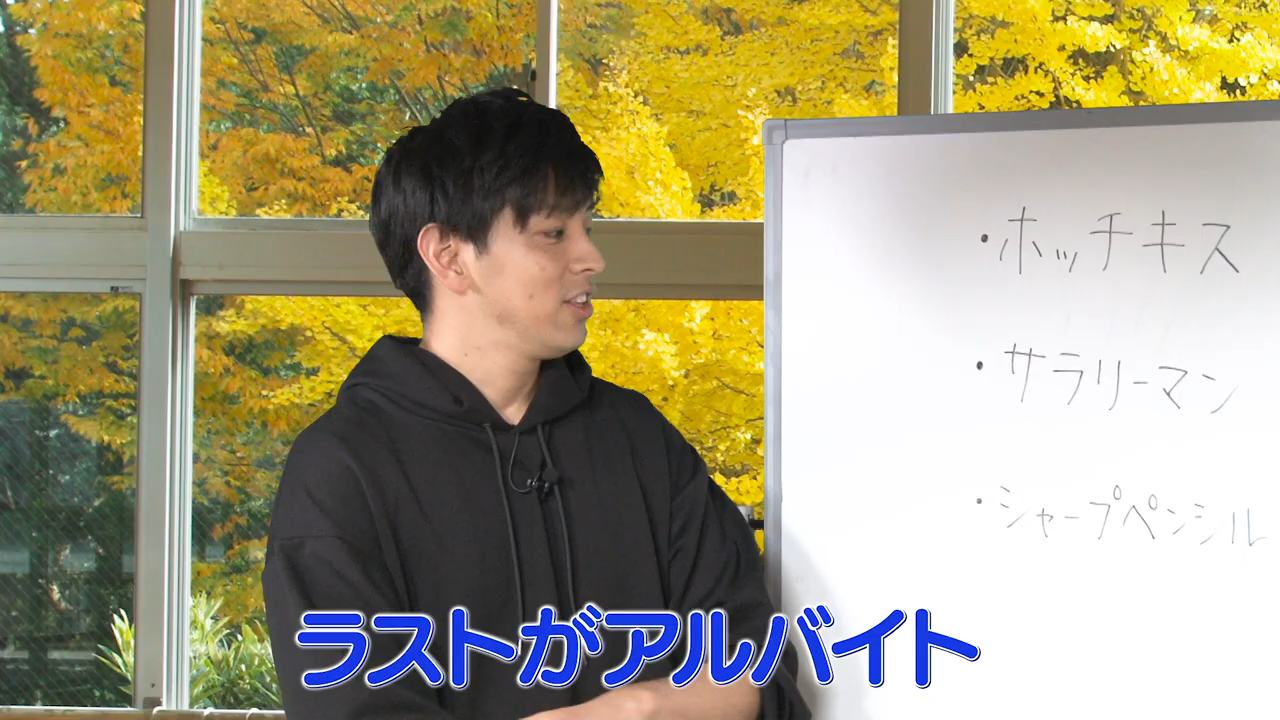 ・ホッチキス
・サラリーマン
・シャープペンシル
ラストがアルバイト